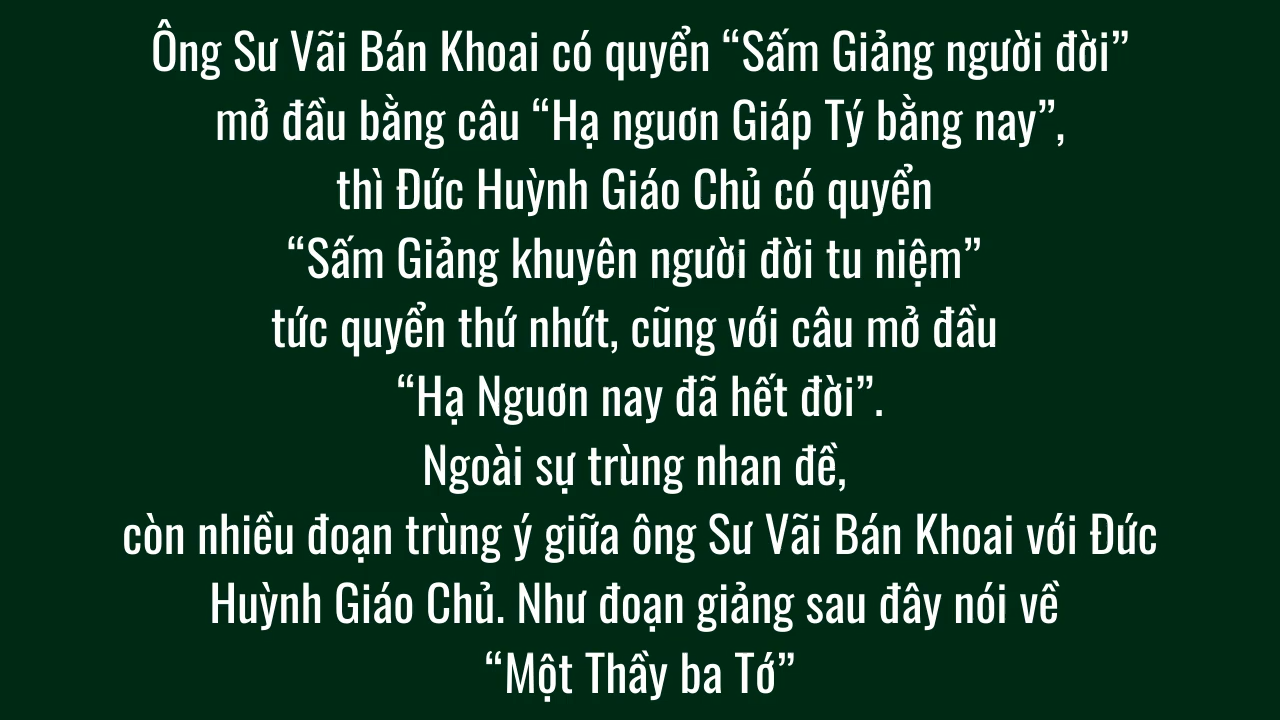 Ông Sư Vãi Bán Khoai có quyển “Sấm Giảng người đời”
mở đầu bằng câu “Hạ nguơn Giáp Tý bằng nay”,
thì Đức Huỳnh Giáo Chủ có quyển
“Sấm Giảng khuyên người đời tu niệm”
tức quyển thứ nhứt, cũng với câu mở đầu
“Hạ Nguơn nay đã hết đời”.
Ngoài sự trùng nhan đề,
còn nhiều đoạn trùng ý giữa ông Sư Vãi Bán Khoai với Đức
Huỳnh Giáo Chủ. Như đoạn giảng sau đây nói về
“Một Thầy ba Tớ”